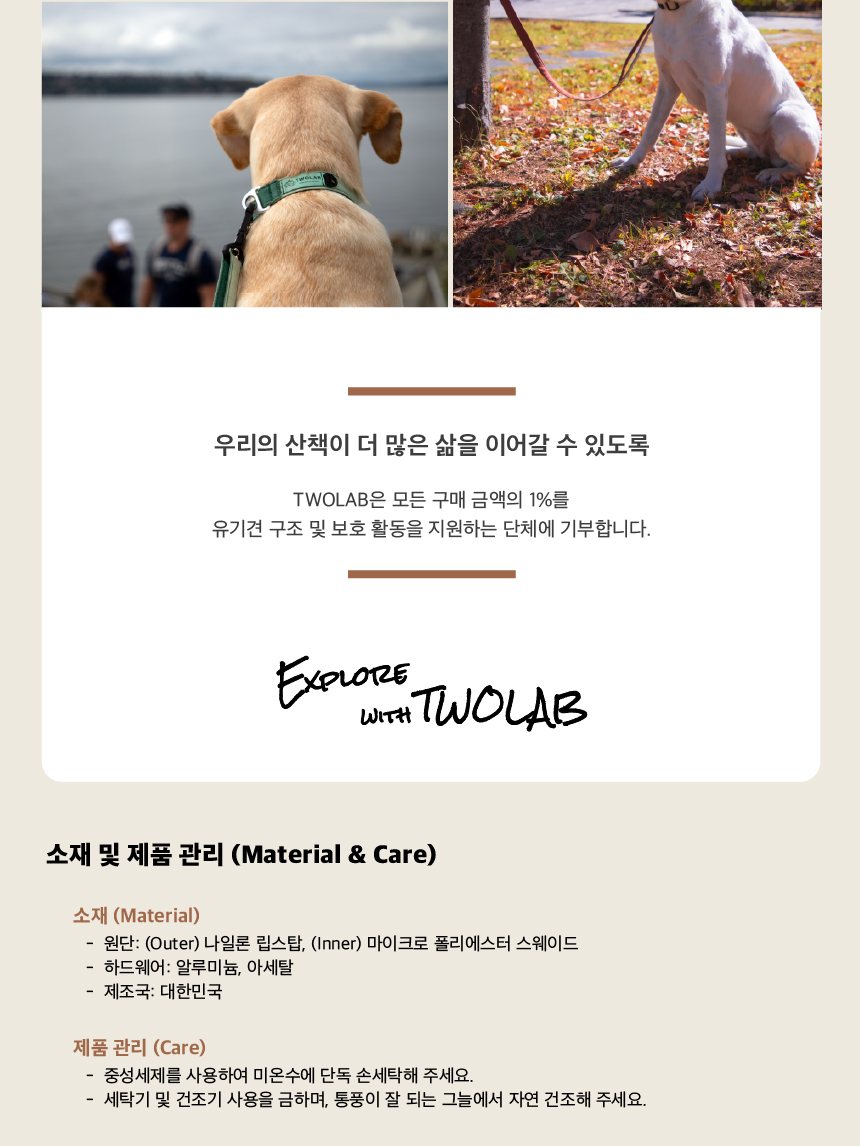 TWOLAB
우리의 산책이 더 많은 삶을 이어갈 수 있도록
TWOLAB은 모든 구매 금액의 1%를
유기견 구조 및 보호 활동을 지원하는 단체에 기부합니다.
EXPLORE
WITH TWOLAB
소재 및 제품 관리 (Material & Care)
소재 (Material)
- 원단: (Outer) 나일론 립스탑, (Inner) 마이크로 폴리에스터 스웨이드
- 하드웨어: 알루미늄, 아세탈
- 제조국: 대한민국
제품 관리 (Care)
- 중성세제를 사용하여 미온수에 단독 손세탁해 주세요.
- 세탁기 및 건조기 사용을 금하며, 통풍이 잘 되는 그늘에서 자연 건조해 주세요.